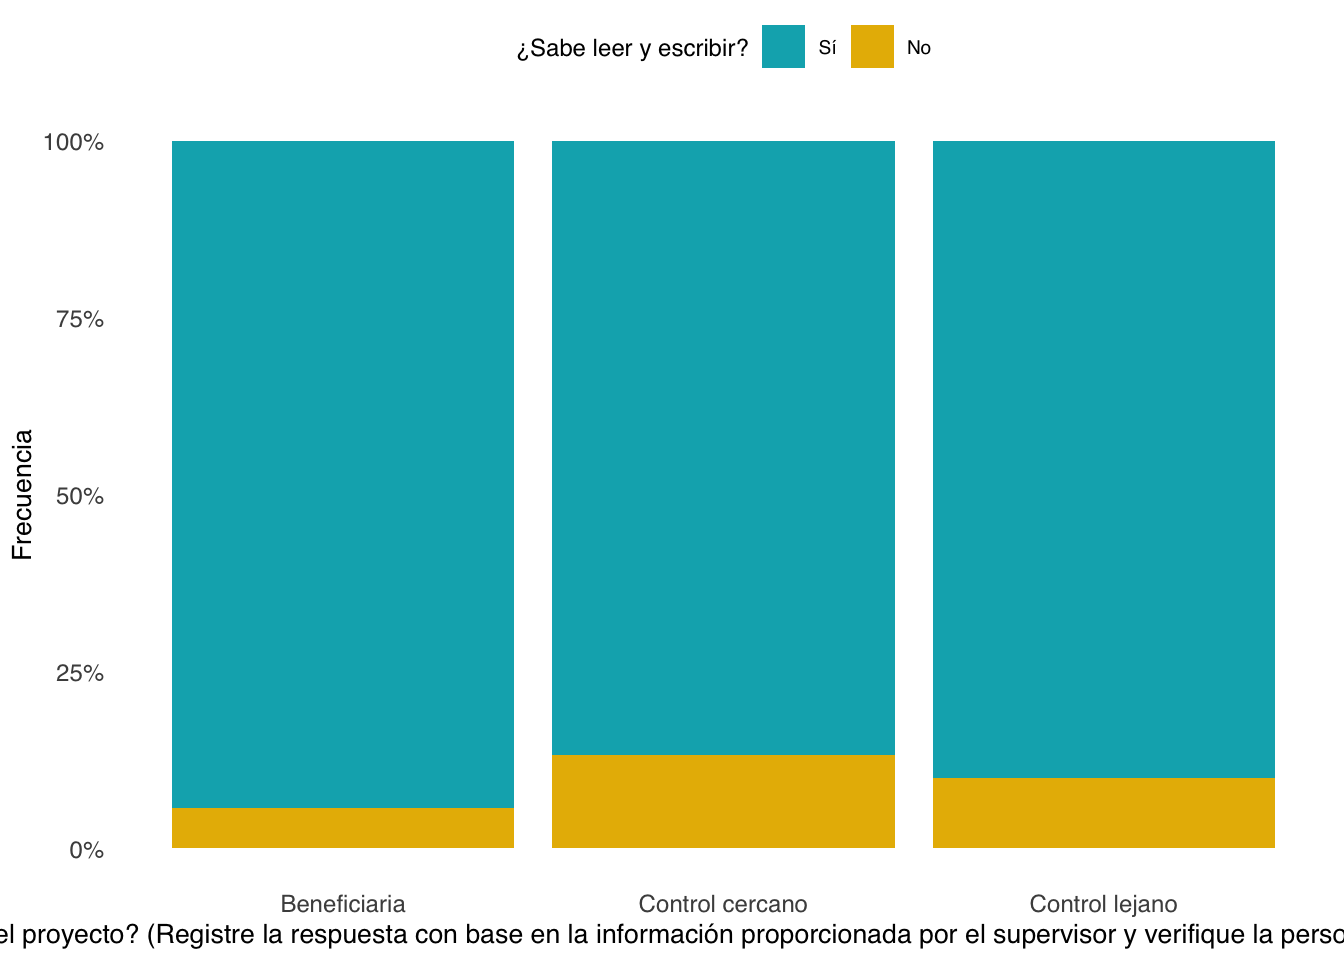 ¿Sabe leer y escribir? Sí No
100%
75%
50%
25%
0%
Frecuencia
Beneficiaria Control cercano Control lejano
el proyecto? (Registre la respuesta con base en la información proporcionada por el supervisor y verifique la perso